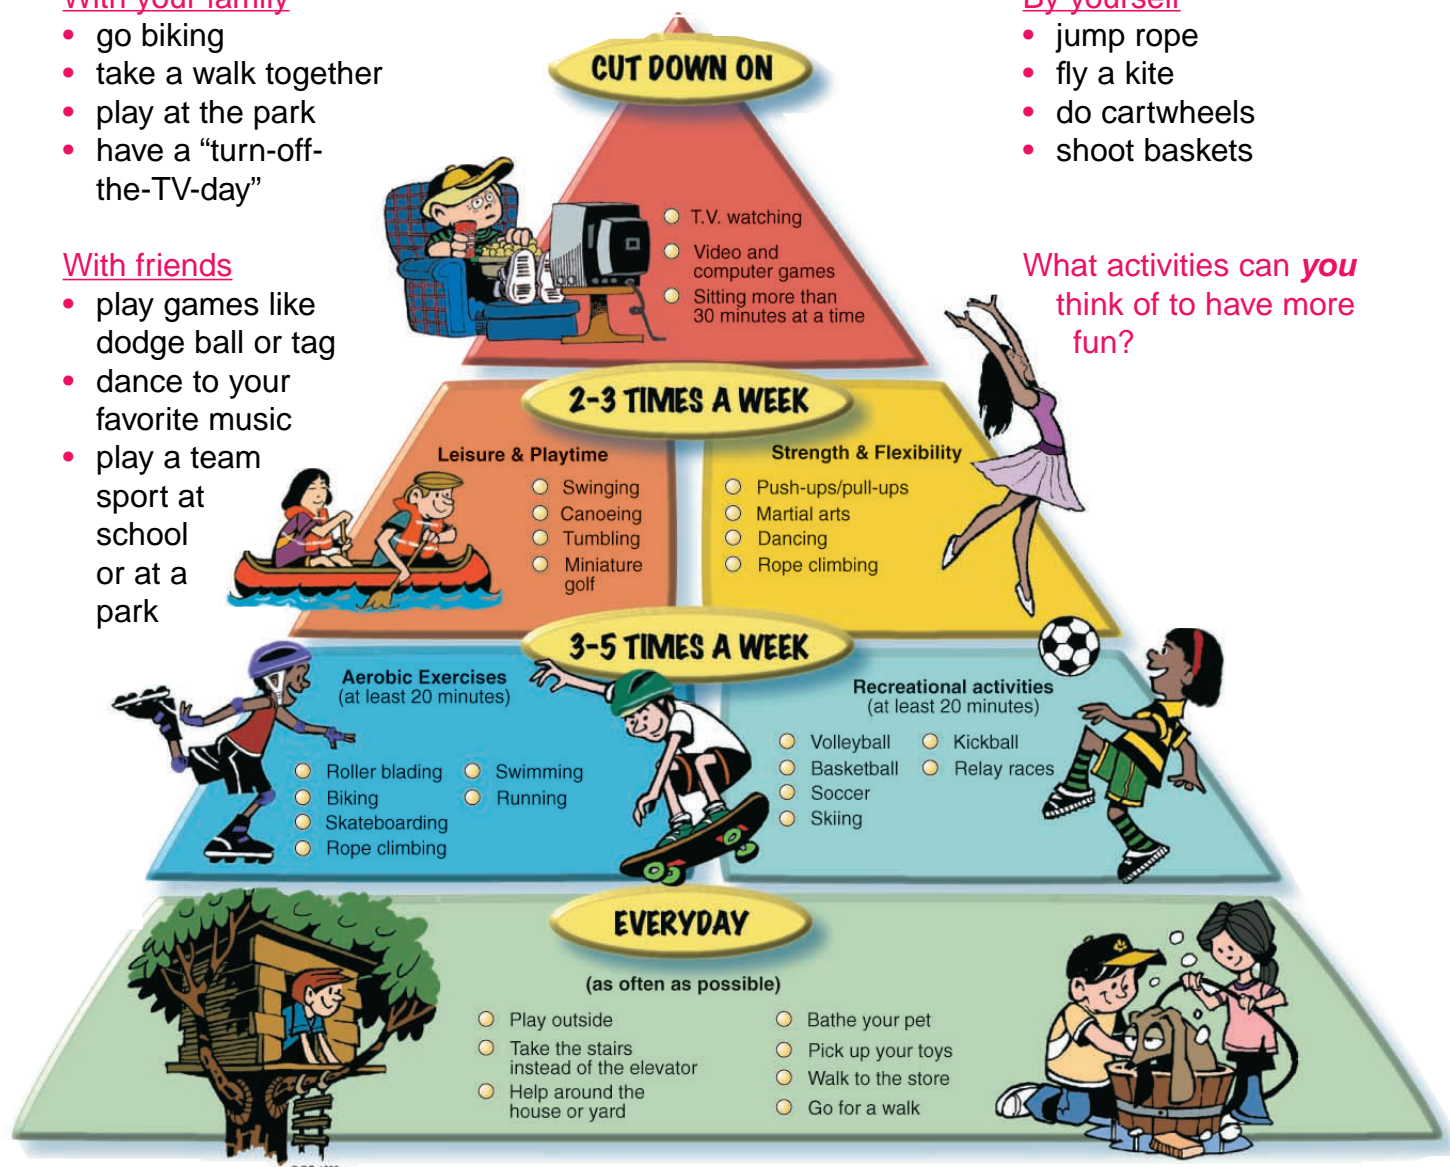 With your family
• go biking
• take a walk together
• play at the park
• have a “turn-off-
the-TV-day”
With friends
• play games like
dodge ball or tag
• dance to your
favorite music
• play a team
sport at
school
or at a
park
By yourself
• jump rope
• fly a kite
• do cartwheels
• shoot baskets
What activities can you
think of to have more
fun?
CUT DOWN ON
T.V. watching
Video and
computer games
Sitting more than
30 minutes at a time
2-3 TIMES A WEEK
Leisure & Playtime
Swinging
Canoeing
Tumbling
Miniature
golf
Strength & Flexibility
Push-ups/pull-ups
Martial arts
Dancing
Rope climbing
3-5 TIMES A WEEK
Aerobic Exercises
(at least 20 minutes)
Roller blading
Biking
Skateboarding
Rope climbing
Swimming
Running
Recreational activities
(at least 20 minutes)
Volleyball
Basketball
Soccer
Skiing
Kickball
Relay races
EVERYDAY
(as often as possible)
Play outside
Take the stairs
instead of the elevator
Help around the
house or yard
Bathe your pet
Pick up your toys
Walk to the store
Go for a walk